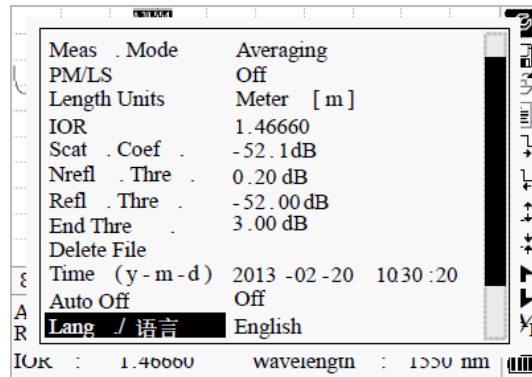 Meas . Mode Averaging
PM/LS Off
Length Units Meter [ m ]
IOR 1.46660
Scat . Coef . -52.1dB
Nrefl . Thre . 0.20 dB
Refl . Thre . -52.00dB
End Thre . 3.00 dB
Delete File
Time (y-m-d) 2013 -02-20 1030 :20
Auto Off Off
Lang ./ 语言 English
A
R
IOR : 1.46660 wavelength : 1550 nm